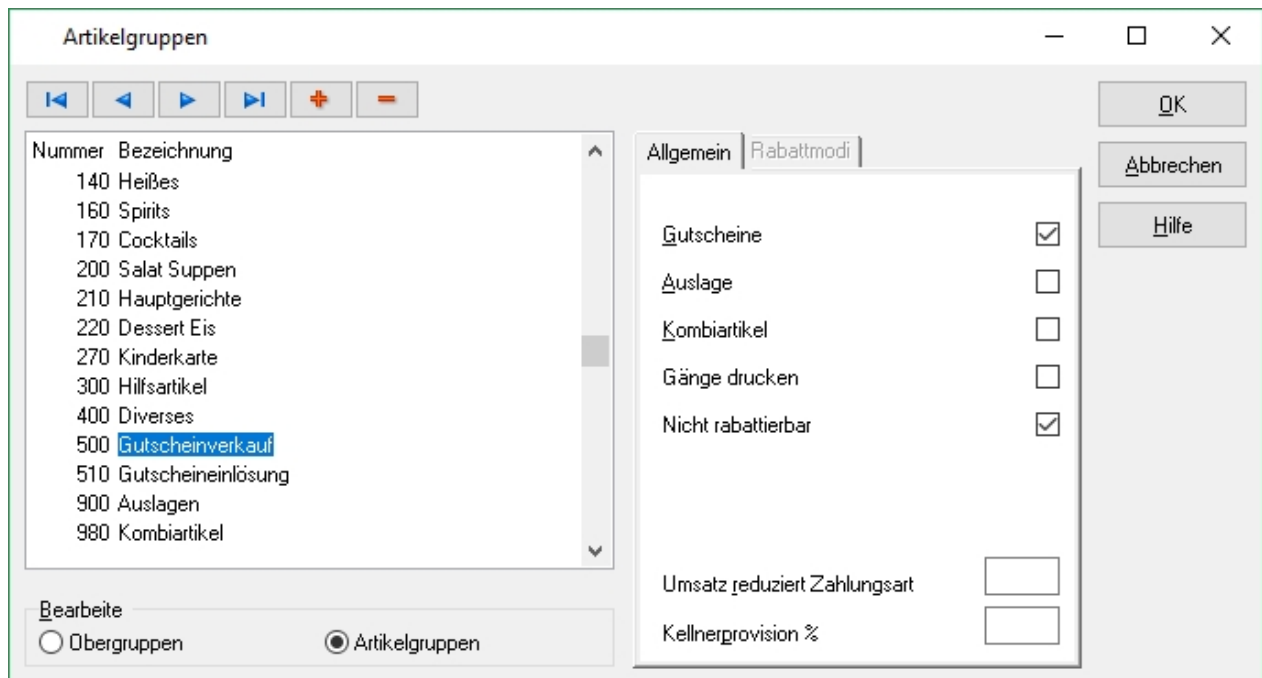 Artikelgruppen
OK
Nummer Bezeichnung
140 Heißes
160 Spirits
170 Cocktails
200 Salat Suppen
210 Hauptgerichte
220 Dessert Eis
270 Kinderkarte
300 Hilfsartikel
400 Diverses
500 Gutscheinverkauf
510 Gutscheineinlösung
900 Auslagen
980 Kombiartikel
Bearbeite
Obergruppen Artikelgruppen
Allgemein Rabattmodi
Gutscheine
Auslage
Kombiartikel
Gänge drucken
Nicht rabattierbar
Umsatz reduziert Zahlungsart
Kellnerprovision %
Abbrechen
Hilfe